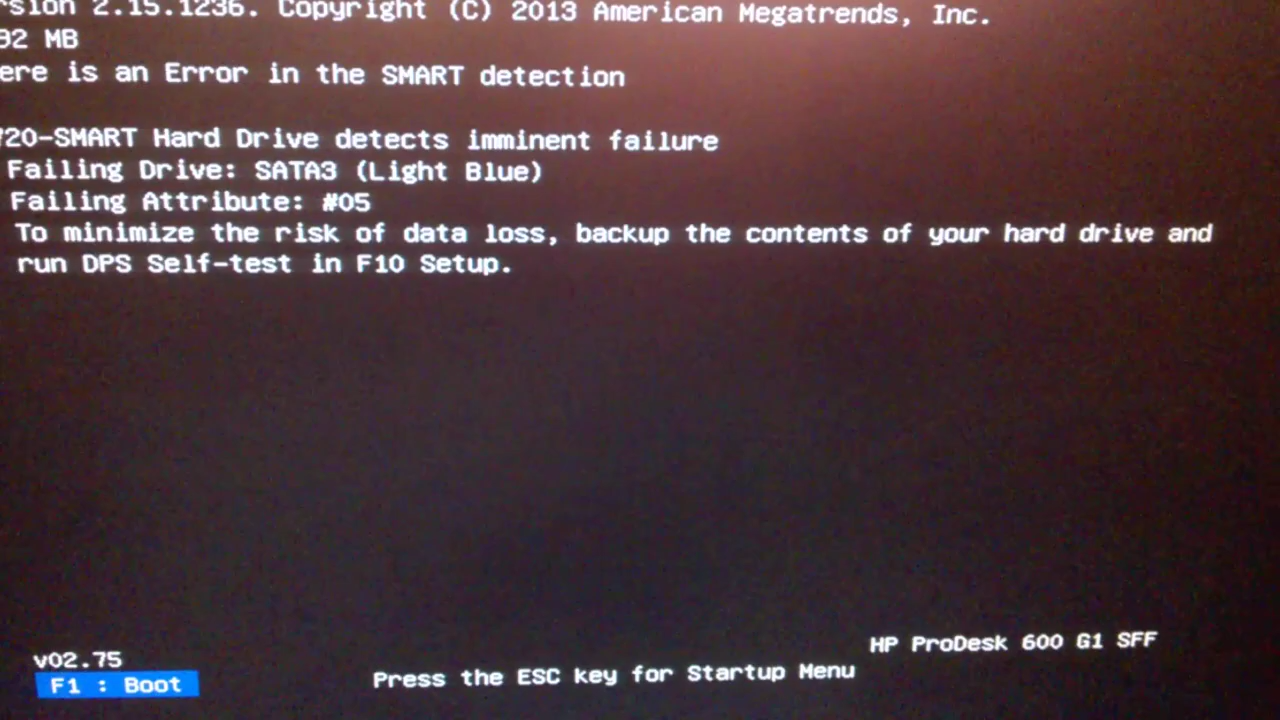 rsion 2.15.1236. Copyright (C) 2013 American Megatrends, Inc.
92 MB
ere is an Error in the SMART detection
720-SMART Hard Drive detects imminent failure
Failing Drive: SATA3 (Light Blue)
Failing Attribute: #05
To minimize the risk of data loss, backup the contents of your hard drive and
run DPS Self-test in F10 Setup.
HP ProDesk 600 G1 SFF
v02.75
F1 : Boot
Press the ESC key for Startup Menu